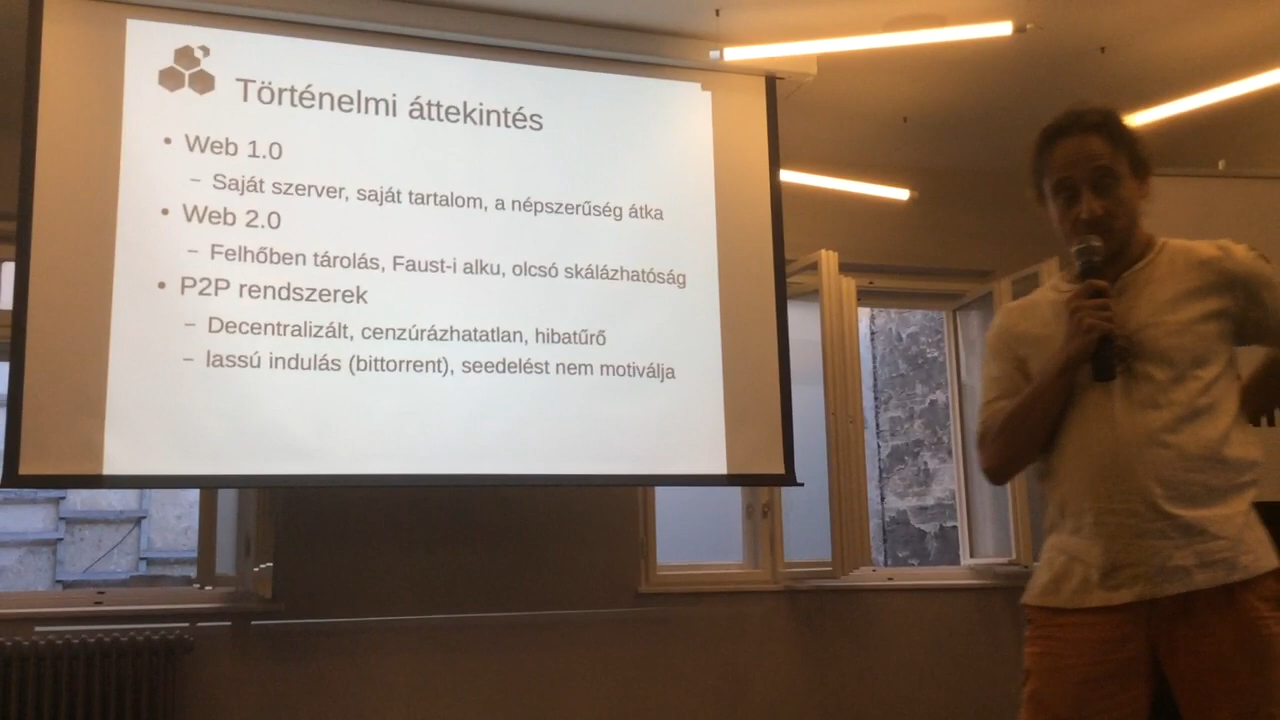 Történelmi áttekintés
• Web 1.0
– Saját szerver, saját tartalom, a népszerűség átka
• Web 2.0
– Felhőben tárolás, Faust-i alku, olcsó skálázhatóság
• P2P rendszerek
– Decentralizált, cenzúrázhatatlan, hibatűrő
– lassú indulás (bittorrent), seedelést nem motiválja